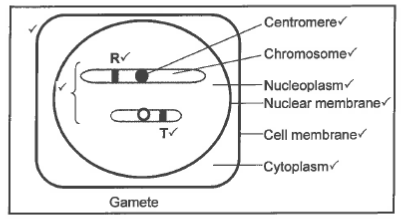 ✓
Centromere✓
R✓
Chromosome✓
✓
Nucleoplasm✓
Nuclear membrane✓
T✓
Cell membrane✓
Cytoplasm✓
Gamete